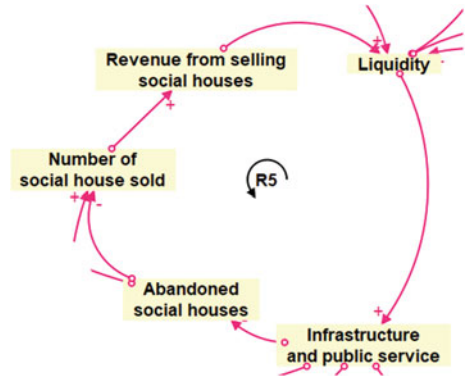 Revenue from selling
social houses
+
Liquidity
-
+
Number of
social house sold
+
-
R5
Abandoned
social houses
-
+
Infrastructure
and public service